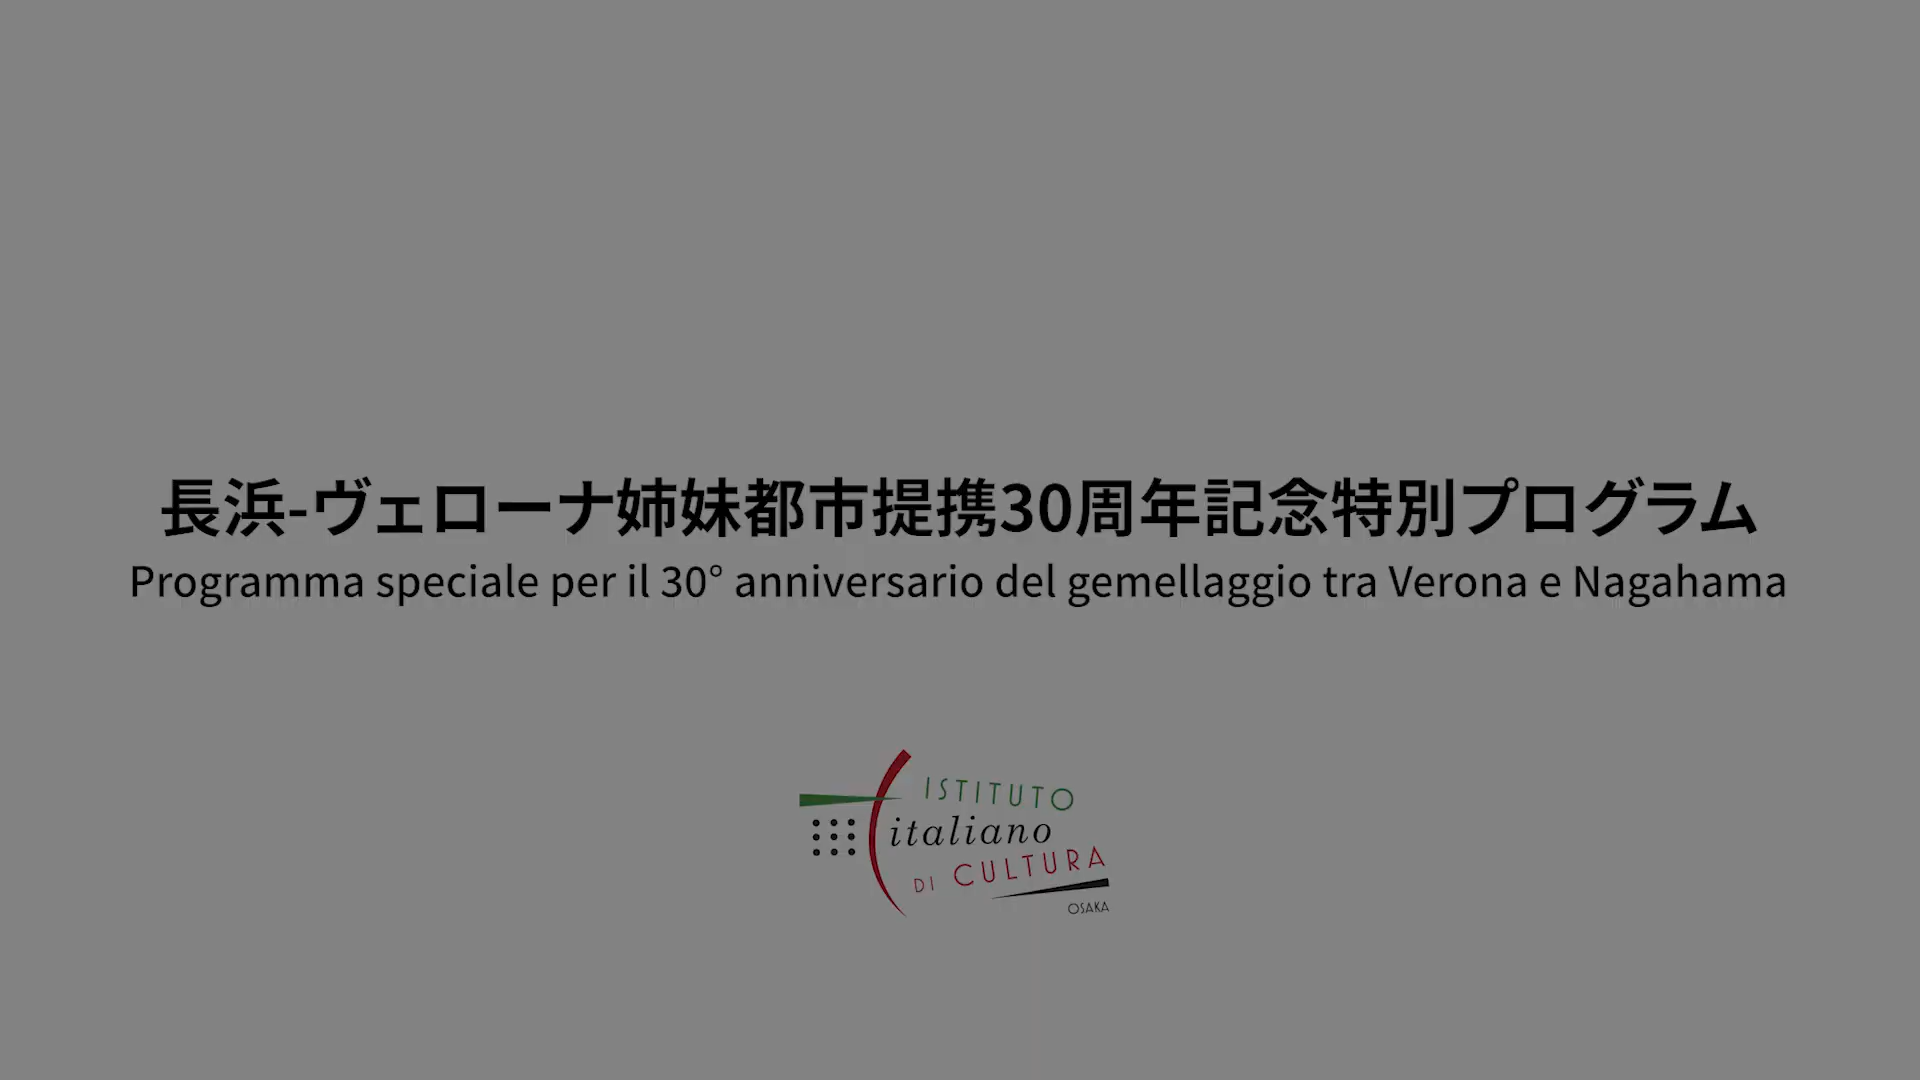 長浜-ヴェローナ姉妹都市提携30周年記念特別プログラム
Programma speciale per il 30° anniversario del gemellaggio tra Verona e Nagahama
ISTITUTO
italiano
DI CULTURA
OSAKA